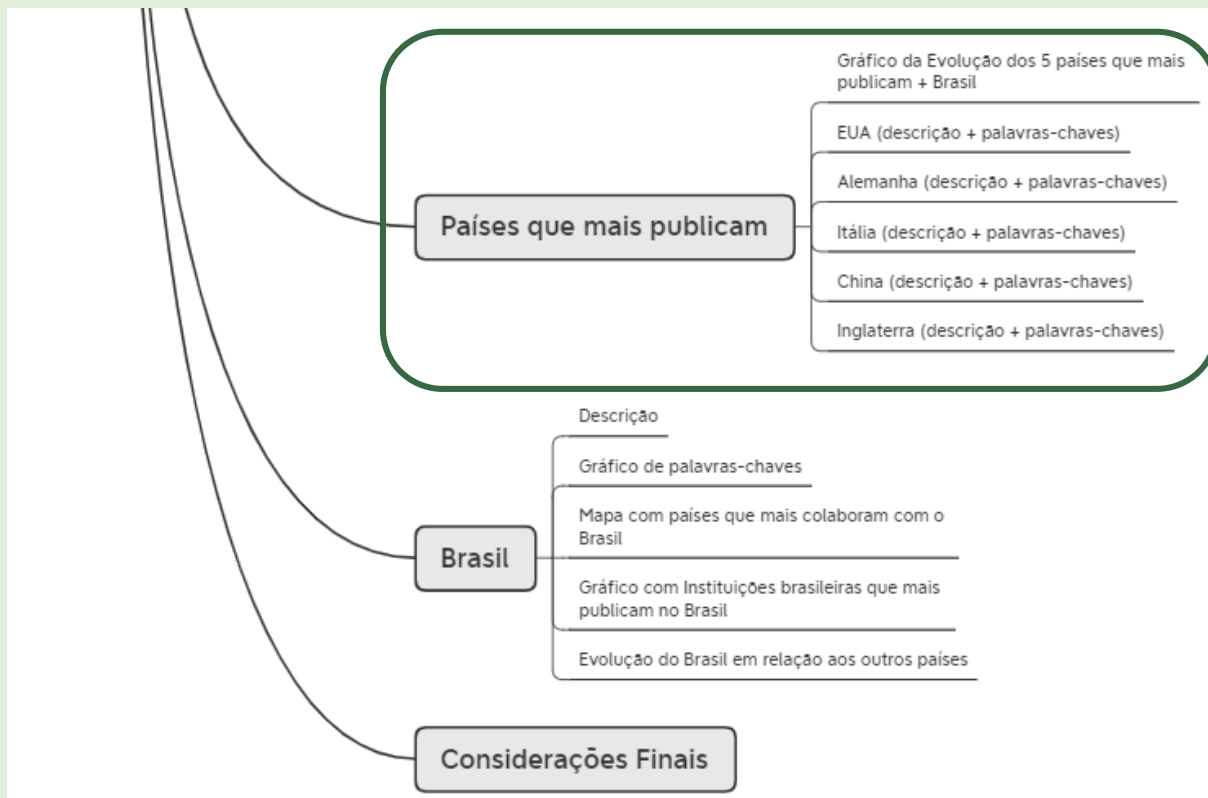 Gráfico da Evolução dos 5 países que mais
publicam + Brasil
EUA (descrição + palavras-chaves)
Alemanha (descrição + palavras-chaves)
Países que mais publicam
Itália (descrição + palavras-chaves)
China (descrição + palavras-chaves)
Inglaterra (descrição + palavras-chaves)
Descrição
Gráfico de palavras-chaves
Mapa com países que mais colaboram com o
Brasil
Brasil
Gráfico com Instituições brasileiras que mais
publicam no Brasil
Evolução do Brasil em relação aos outros países
Considerações Finais